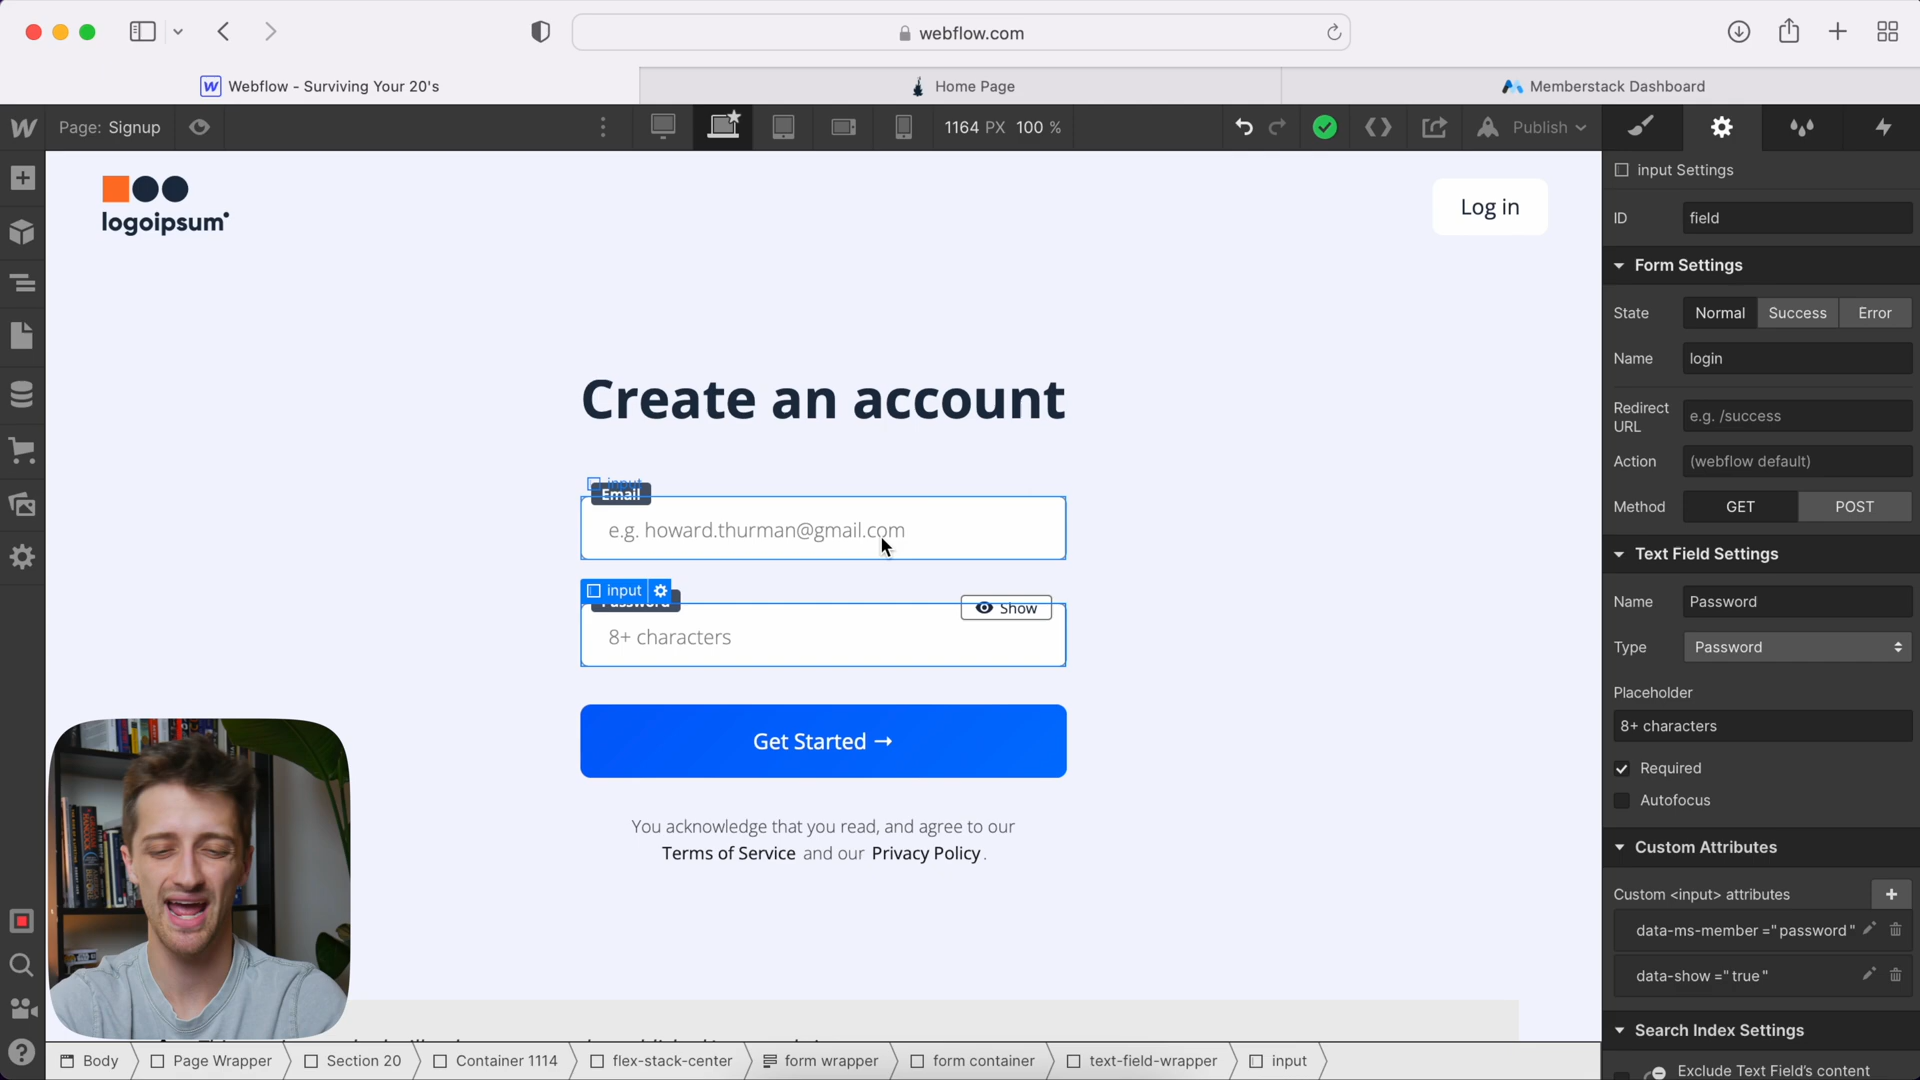 webflow.com
Webflow - Surviving Your 20's
Home Page
Memberstack Dashboard
Page: Signup
1164 PX 100 %
Publish
logoipsum
Log in
Create an account
input
Email
e.g. howard.thurman@gmail.com
input
Password
Show
8+ characters
Get Started →
You acknowledge that you read, and agree to our
Terms of Service and our Privacy Policy.
Body
Page Wrapper
Section 20
Container 1114
flex-stack-center
form wrapper
form container
text-field-wrapper
input
input Settings
ID field
Form Settings
State Normal Success Error
Name login
Redirect
URL
e.g. /success
Action (webflow default)
Method GET POST
Text Field Settings
Name Password
Type Password
Placeholder
8+ characters
Required
Autofocus
Custom Attributes
Custom <input> attributes
data-ms-member ="password"
data-show ="true"
Search Index Settings
Exclude Text Field's content